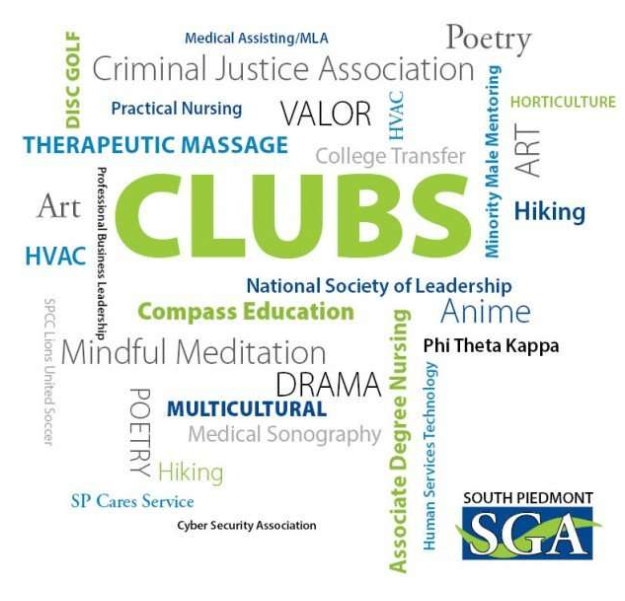 Medical Assisting/MLA
Poetry
DISC GOLF
Criminal Justice Association
Practical Nursing
VALOR
HVAC
Minority Male Mentoring
HORTICULTURE
THERAPEUTIC MASSAGE
College Transfer
ART
Art
Professional Business Leadership
CLUBS
Hiking
HVAC
National Society of Leadership
Compass Education
Anime
SPCC Lions United Soccer
Mindful Meditation
Associate Degree Nursing
Phi Theta Kappa
DRAMA
POETRY
MULTICULTURAL
Human Services Technology
Medical Sonography
Hiking
SP Cares Service
Cyber Security Association
SOUTH PIEDMONT
SGA